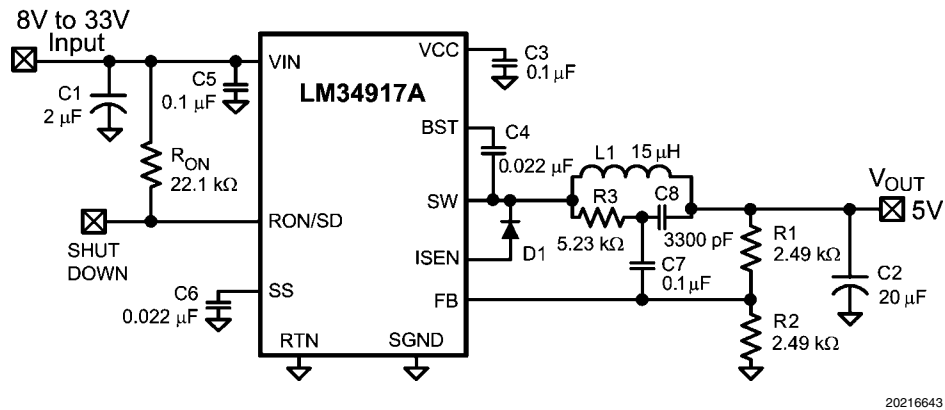 8V to 33V
Input
VIN
VCC
C3
0.1 µF
C1
2 µF
C5
0.1 µF
LM34917A
BST
C4
0.022 µF
L1
15 µH
RON
22.1 kΩ
SW
R3
5.23 kΩ
C8
3300 pF
VOUT
5V
SHUT
DOWN
RON/SD
D1
ISEN
C7
0.1 µF
R1
2.49 kΩ
C2
20 µF
C6
0.022 µF
SS
FB
R2
2.49 kΩ
RTN
SGND
20216643